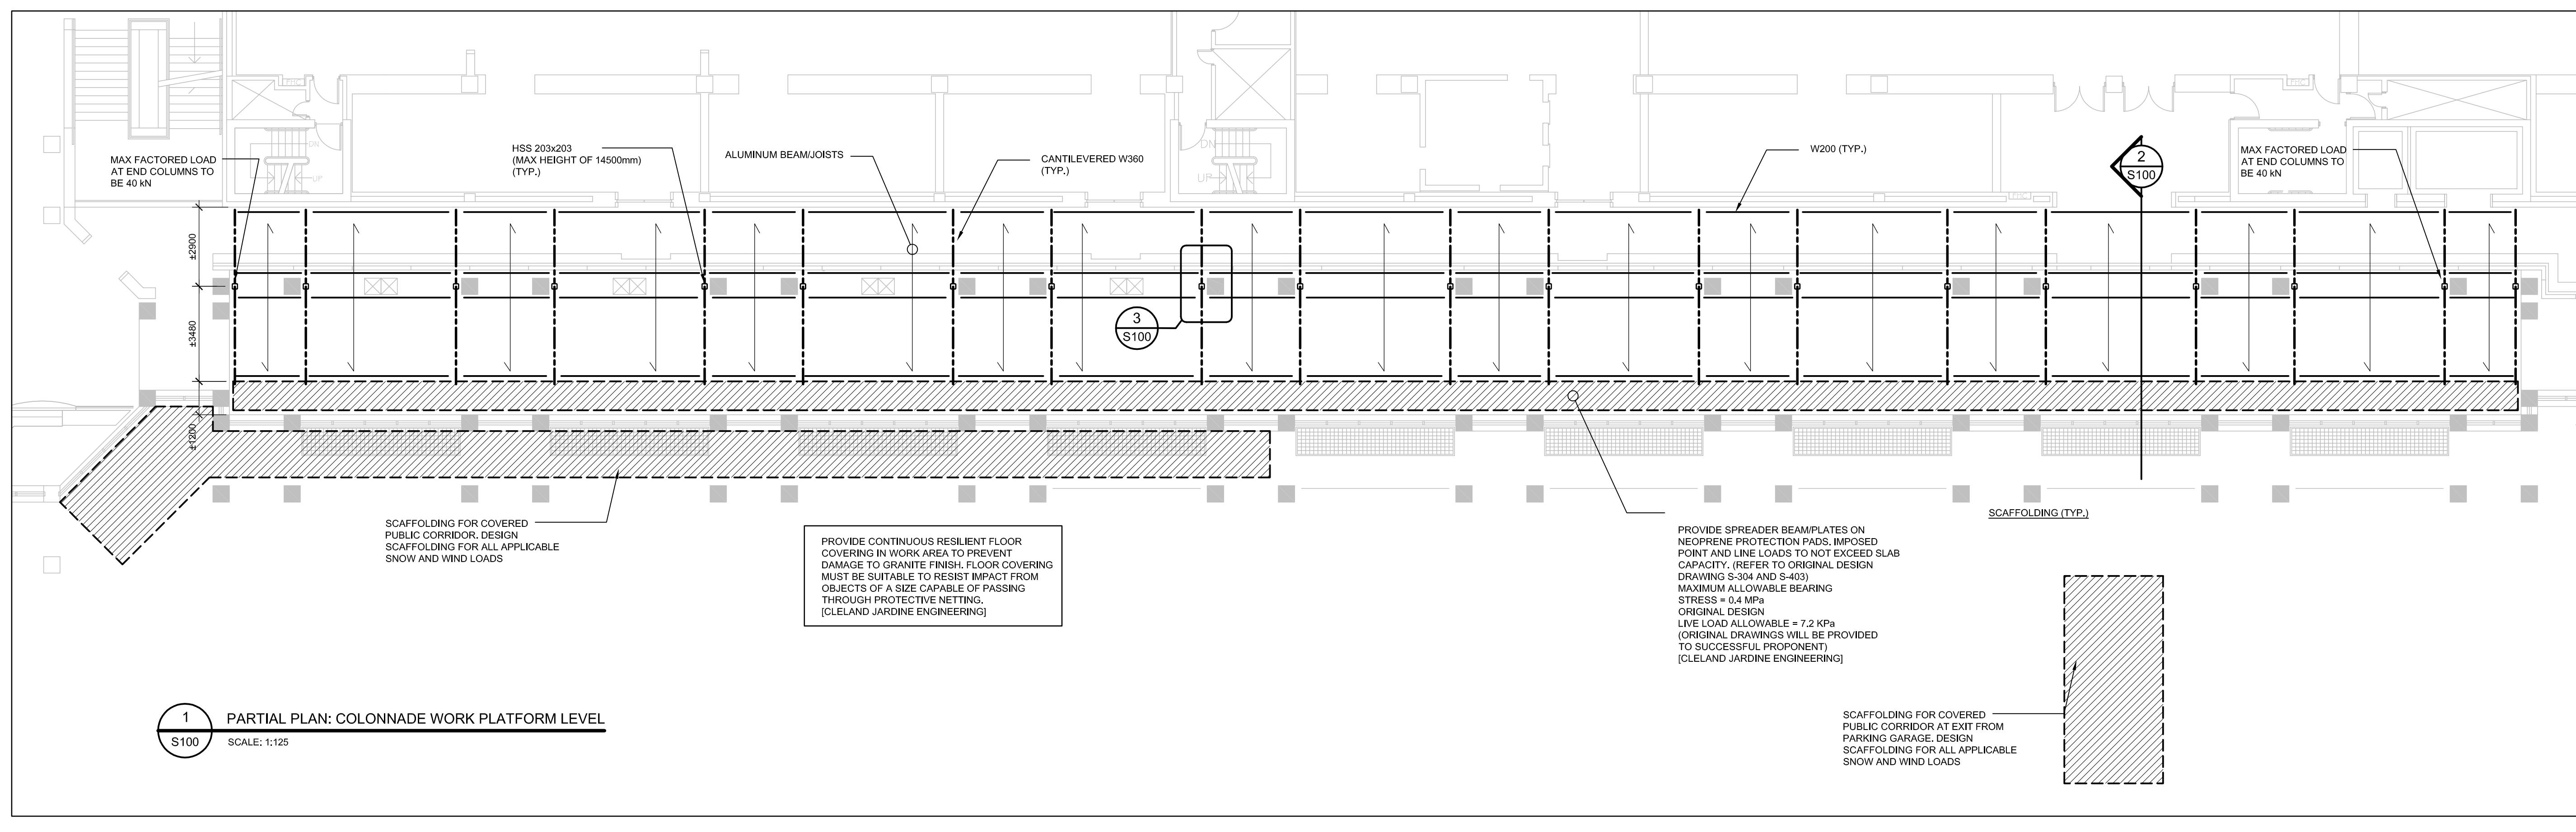 FHC
DN
UP
DN
UP
FHC
FHC
MAX FACTORED LOAD
AT END COLUMNS TO
BE 40 kN
HSS 203x203
(MAX HEIGHT OF 14500mm)
(TYP.)
ALUMINUM BEAM/JOISTS
CANTILEVERED W360
(TYP.)
W200 (TYP.)
MAX FACTORED LOAD
AT END COLUMNS TO
BE 40 kN
2
S100
±2900
±3480
±1200
3
S100
SCAFFOLDING FOR COVERED
PUBLIC CORRIDOR. DESIGN
SCAFFOLDING FOR ALL APPLICABLE
SNOW AND WIND LOADS
PROVIDE CONTINUOUS RESILIENT FLOOR
COVERING IN WORK AREA TO PREVENT
DAMAGE TO GRANITE FINISH. FLOOR COVERING
MUST BE SUITABLE TO RESIST IMPACT FROM
OBJECTS OF A SIZE CAPABLE OF PASSING
THROUGH PROTECTIVE NETTING.
[CLELAND JARDINE ENGINEERING]
PROVIDE SPREADER BEAM/PLATES ON
NEOPRENE PROTECTION PADS. IMPOSED
POINT AND LINE LOADS TO NOT EXCEED SLAB
CAPACITY. (REFER TO ORIGINAL DESIGN
DRAWING S-304 AND S-403)
MAXIMUM ALLOWABLE BEARING
STRESS = 0.4 MPa
ORIGINAL DESIGN
LIVE LOAD ALLOWABLE = 7.2 KPa
(ORIGINAL DRAWINGS WILL BE PROVIDED
TO SUCCESSFUL PROPONENT)
[CLELAND JARDINE ENGINEERING]
SCAFFOLDING (TYP.)
SCAFFOLDING FOR COVERED
PUBLIC CORRIDOR AT EXIT FROM
PARKING GARAGE. DESIGN
SCAFFOLDING FOR ALL APPLICABLE
SNOW AND WIND LOADS
1
S100
PARTIAL PLAN: COLONNADE WORK PLATFORM LEVEL
SCALE: 1:125